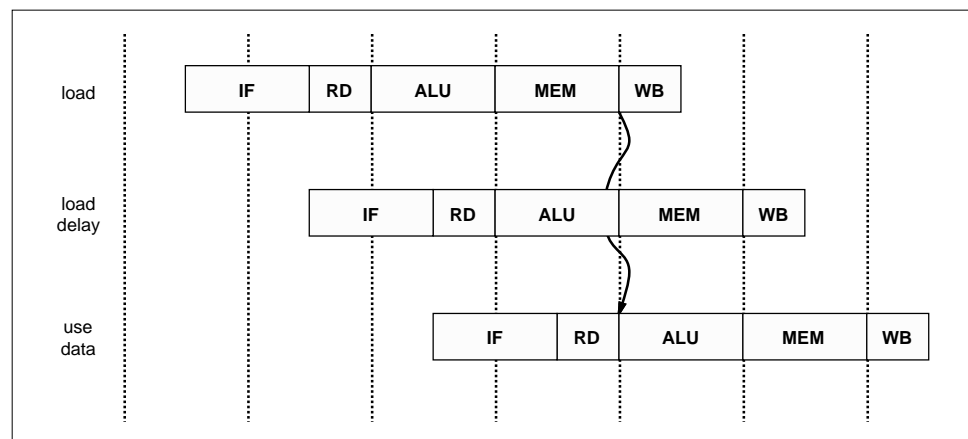 load
IF RD ALU MEM WB
load
delay
IF RD ALU MEM WB
use
data
IF RD ALU MEM WB